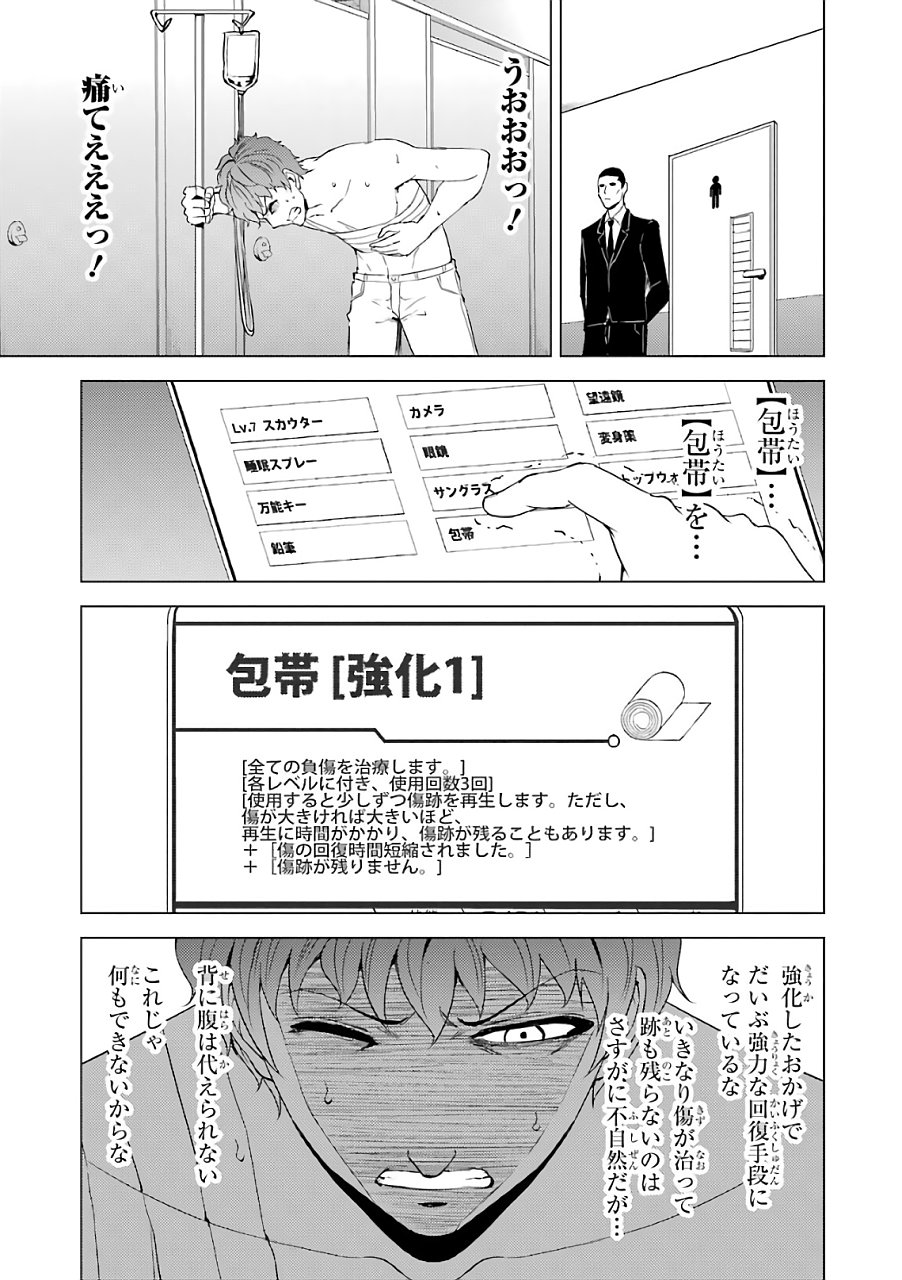 うおおおっ！
痛てえええっ！
【包帯】…
【包帯】を…
Lv.7 スカウター
カメラ
望遠鏡
睡眠スプレー
眼鏡
変身薬
万能キー
サングラス
トップウォ
鉛筆
包帯
包帯 [強化1]
[全ての負傷を治療します。]
[各レベルに付き、使用回数3回]
[使用すると少しずつ傷跡を再生します。ただし、
傷が大きければ大きいほど、
再生に時間がかかり、傷跡が残ることもあります。]
＋［傷の回復時間短縮されました。］
＋［傷跡が残りません。］
強化したおかげで
だいぶ強力な回復手段に
なっているな
いきなり傷が治って
跡も残らないのは
さすがに不自然だが…
背に腹は代えられない
これじゃ
何もできないからな